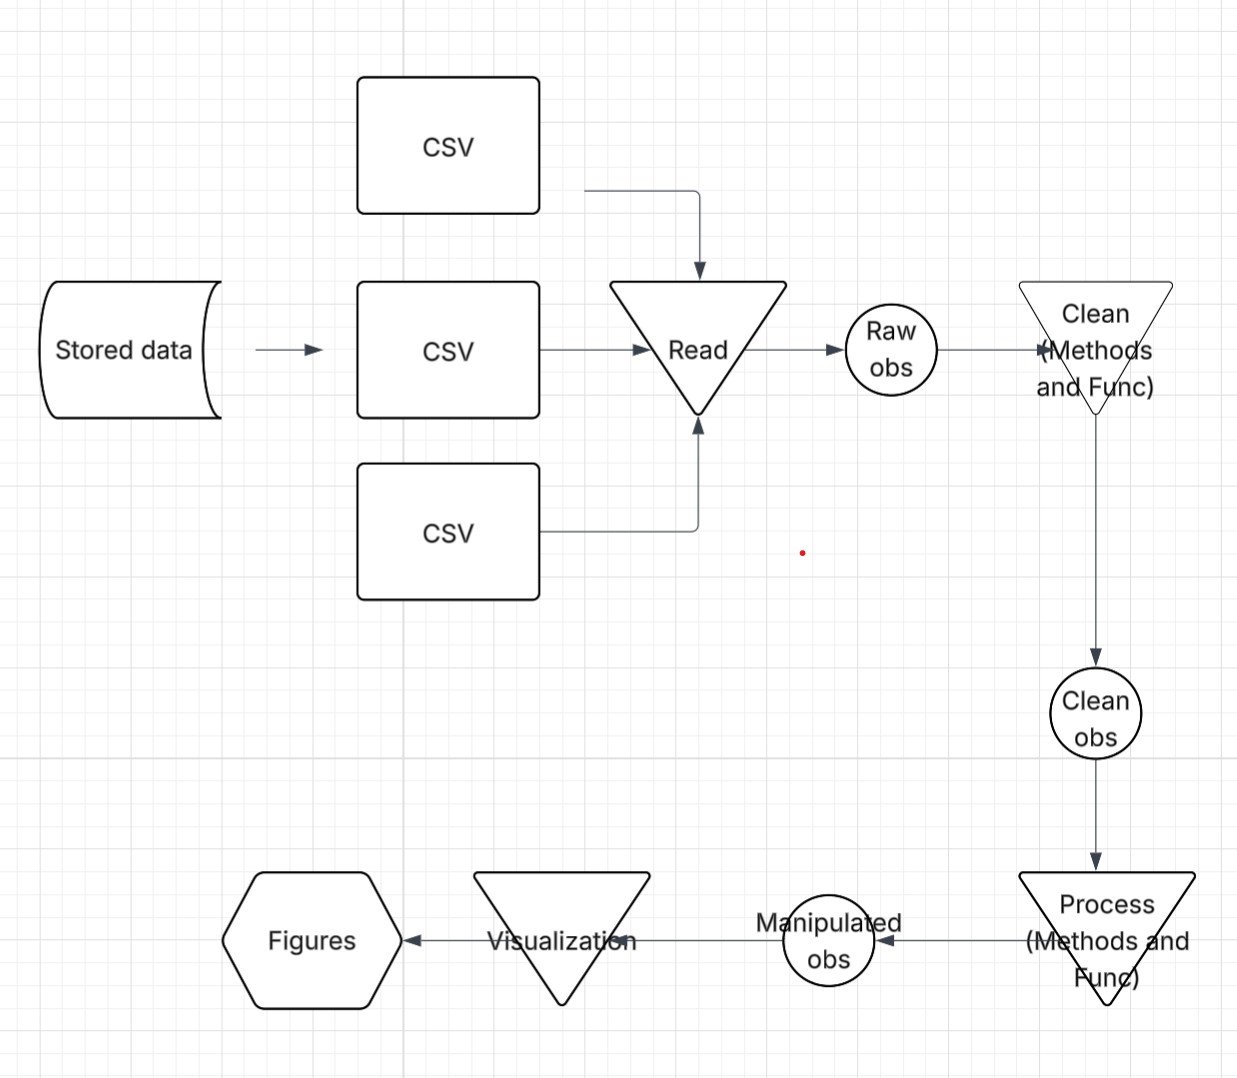 CSV
Stored data
CSV
Read
Raw
obs
Clean
(Methods
and Func)
CSV
Clean
obs
Process
(Methods and
Func)
Manipulated
obs
Visualization
Figures